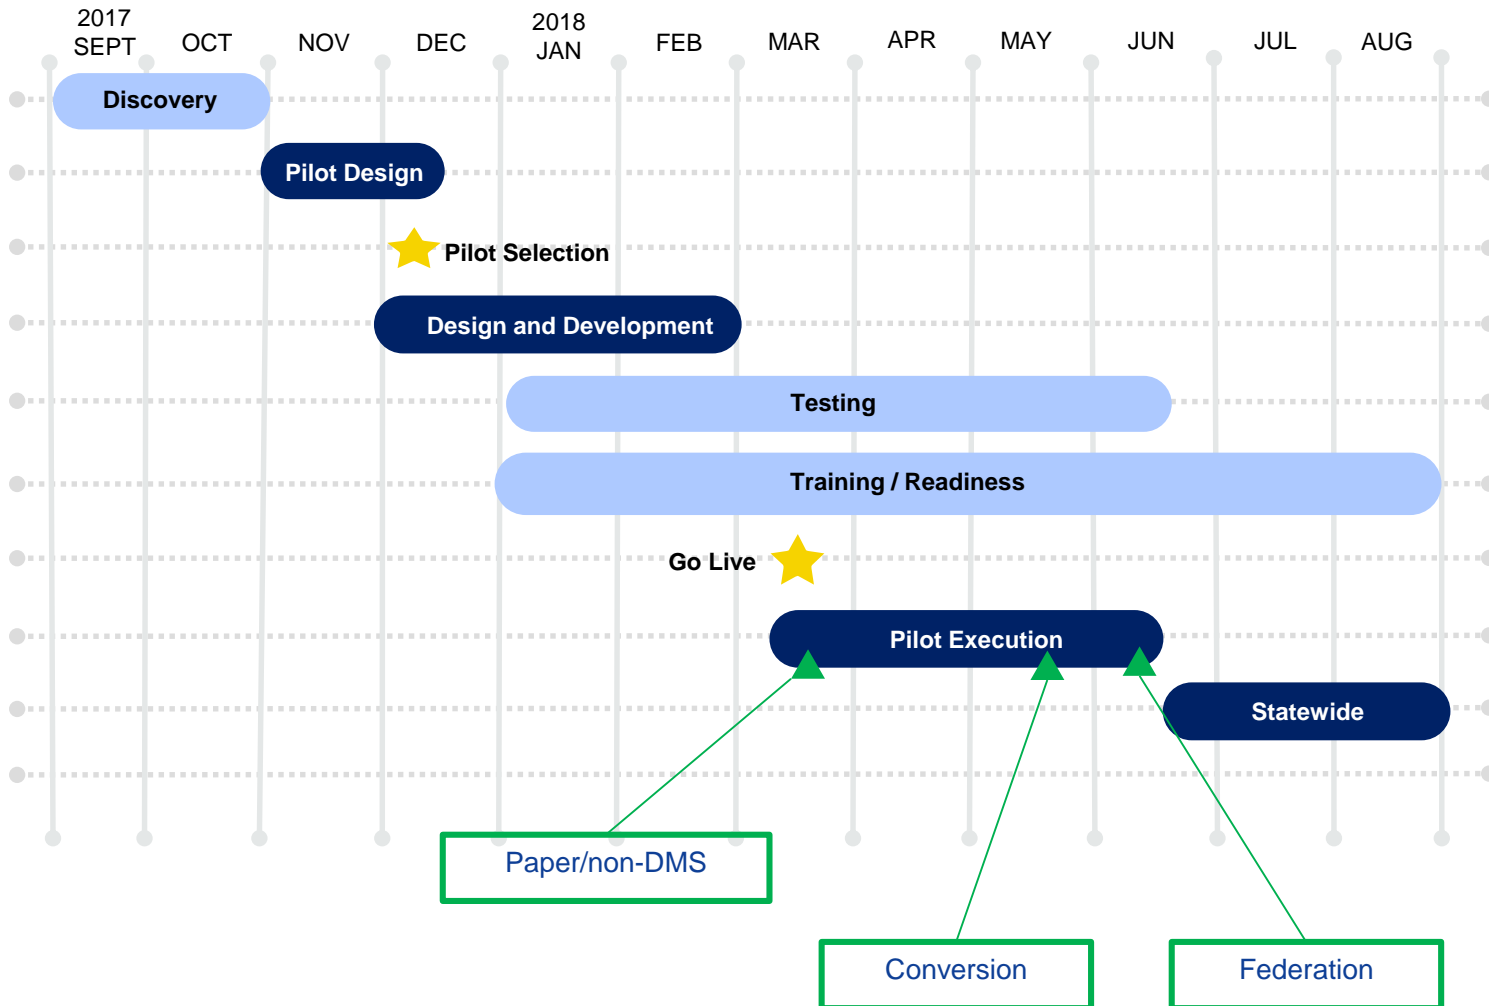 2017
SEPT OCT NOV DEC 2018
JAN FEB MAR APR MAY JUN JUL AUG
Discovery
Pilot Design
Pilot Selection
Design and Development
Testing
Training / Readiness
Go Live
Pilot Execution
Statewide
Paper/non-DMS
Conversion
Federation